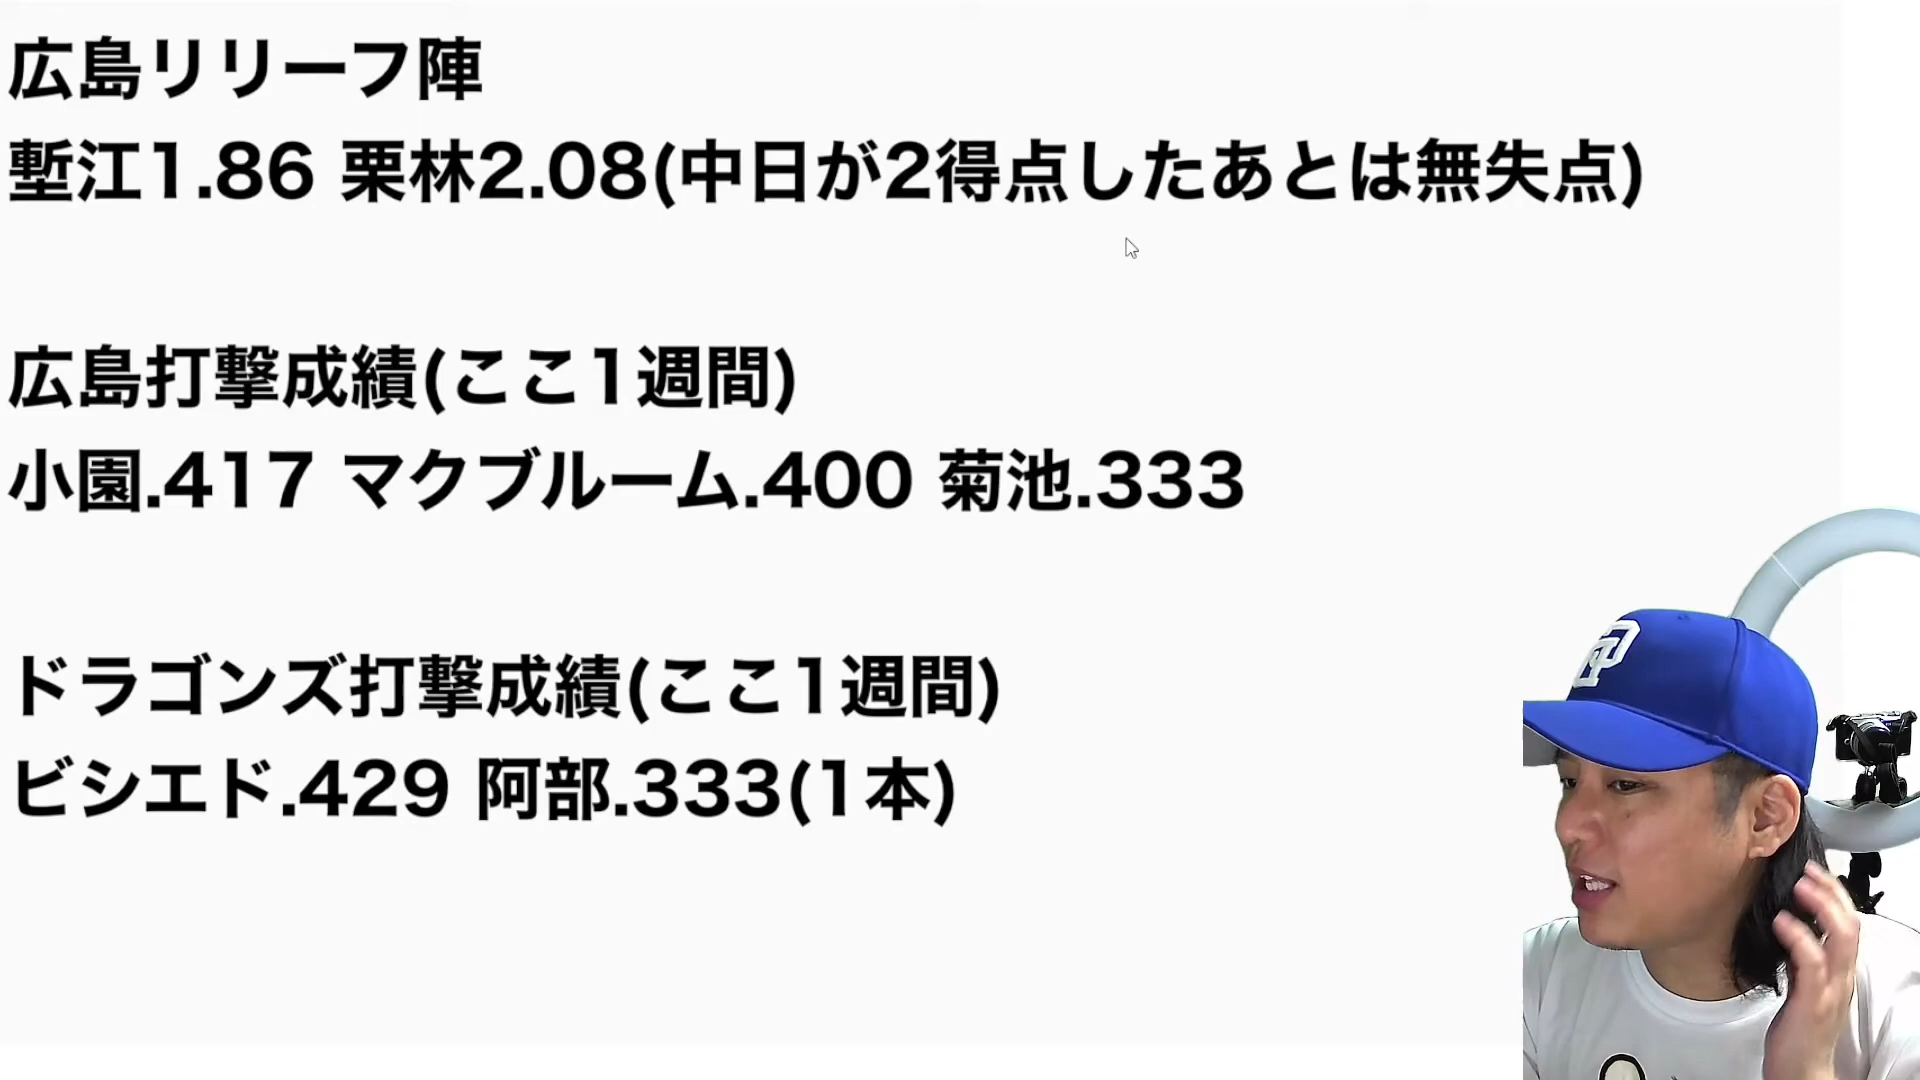 広島リリーフ陣
塹江1.86 栗林2.08(中日が2得点したあとは無失点)
広島打撃成績(ここ1週間)
小園.417 マクブルーム.400 菊池.333
ドラゴンズ打撃成績(ここ1週間)
ビシエド.429 阿部.333(1本)